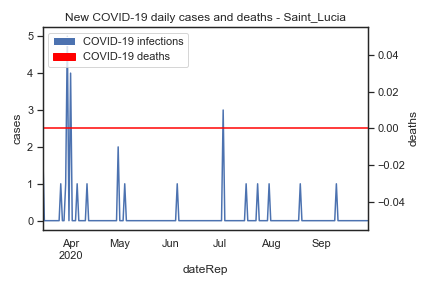 New COVID-19 daily cases and deaths - Saint_Lucia
COVID-19 infections
COVID-19 deaths
5
4
3
2
1
0
cases
0.04
0.02
0.00
−0.02
−0.04
deaths
Apr
2020
May
Jun
Jul
Aug
Sep
dateRep